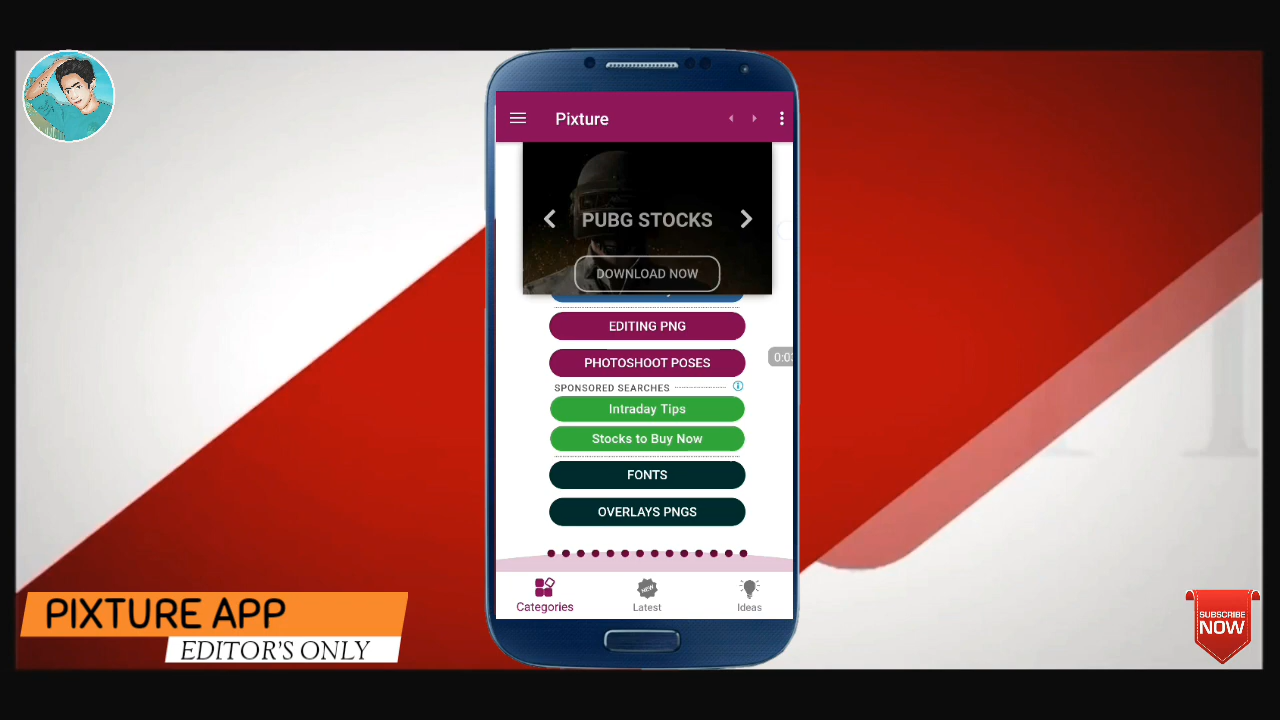 Pixture
PUBG STOCKS
DOWNLOAD NOW
EDITING PNG
PHOTOSHOOT POSES
SPONSORED SEARCHES
Intraday Tips
Stocks to Buy Now
FONTS
OVERLAYS PNGS
NEW
Categories
Latest
Ideas
PIXTURE APP
EDITOR'S ONLY
SUBSCRIBE
NOW